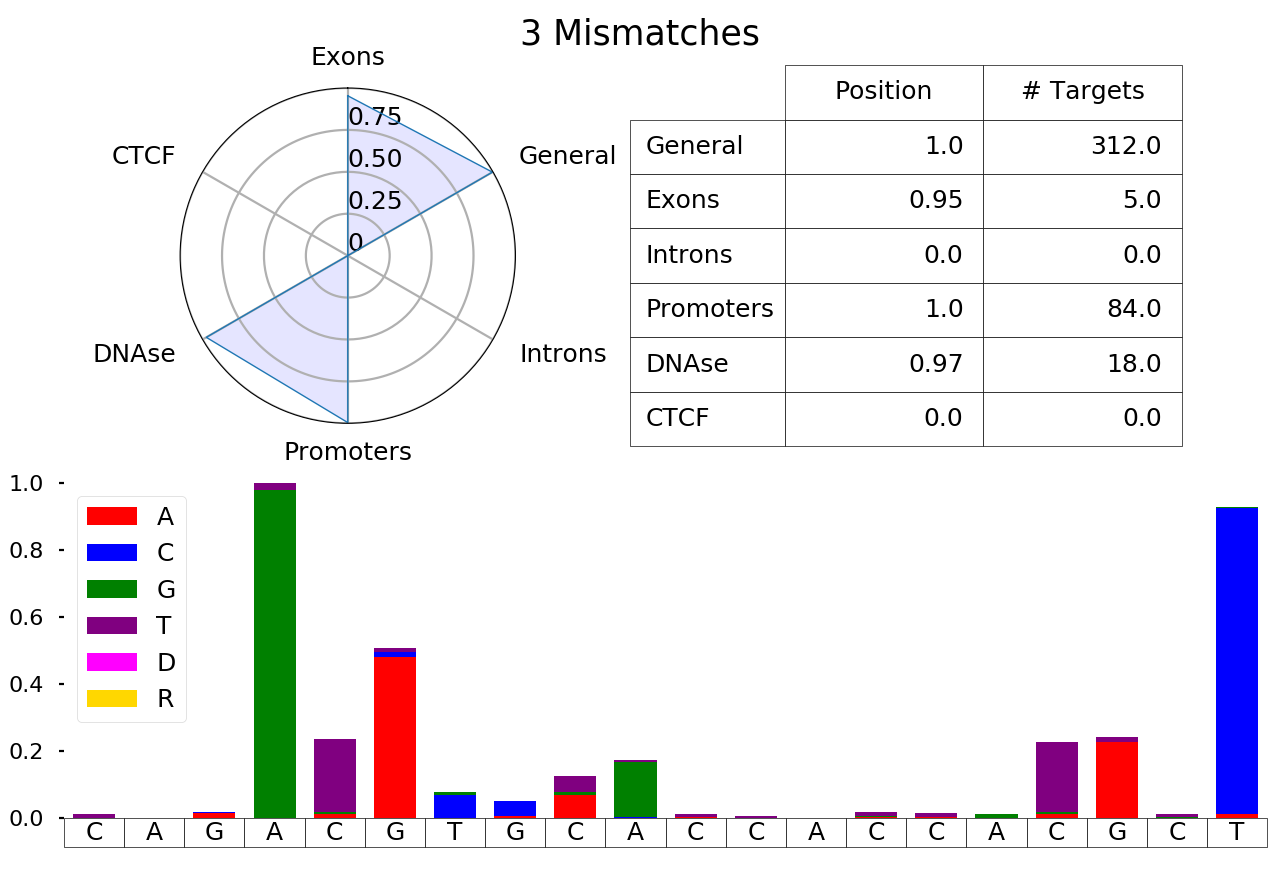 3 Mismatches
Exons
CTCF
General
DNAse
Introns
Promoters
0.75
0.50
0.25
0
Position # Targets
General 1.0 312.0
Exons 0.95 5.0
Introns 0.0 0.0
Promoters 1.0 84.0
DNAse 0.97 18.0
CTCF 0.0 0.0
1.0
0.8
0.6
0.4
0.2
0.0
A
C
G
T
D
R
C A G A C G T G C A C C A C C A C G C T